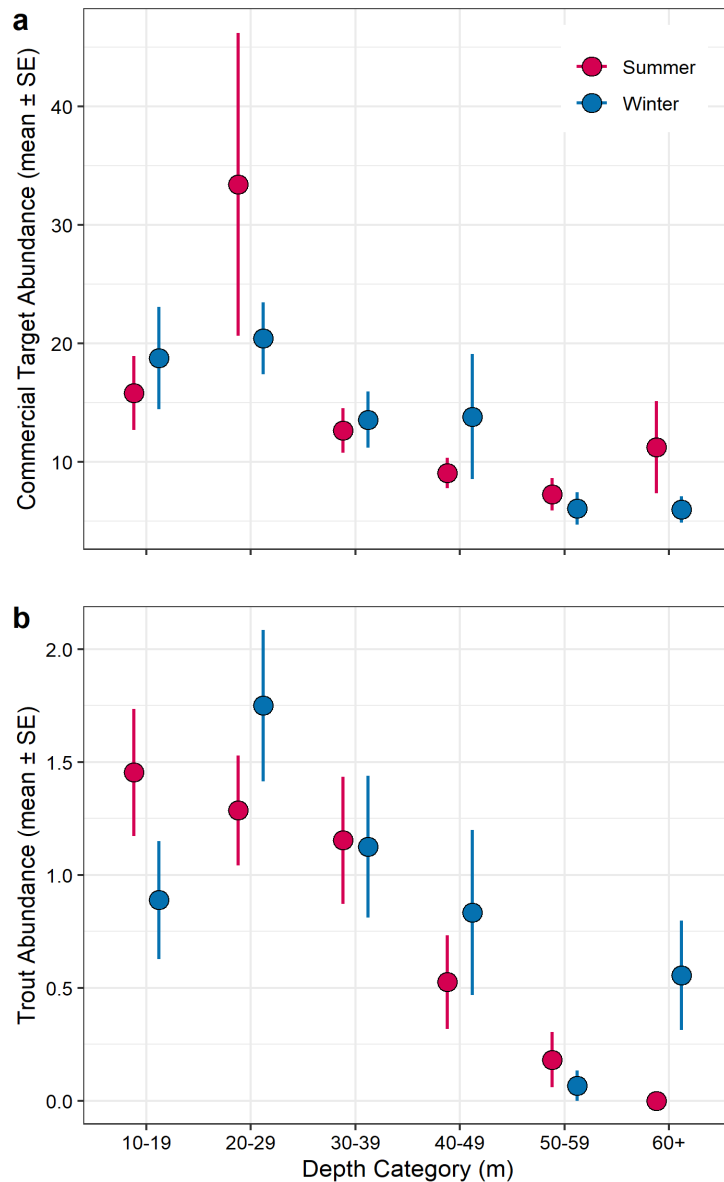 a
Commercial Target Abundance (mean ± SE)
40
30
20
10
Summer
Winter
b
Trout Abundance (mean ± SE)
2.0
1.5
1.0
0.5
0.0
10-19 20-29 30-39 40-49 50-59 60+
Depth Category (m)